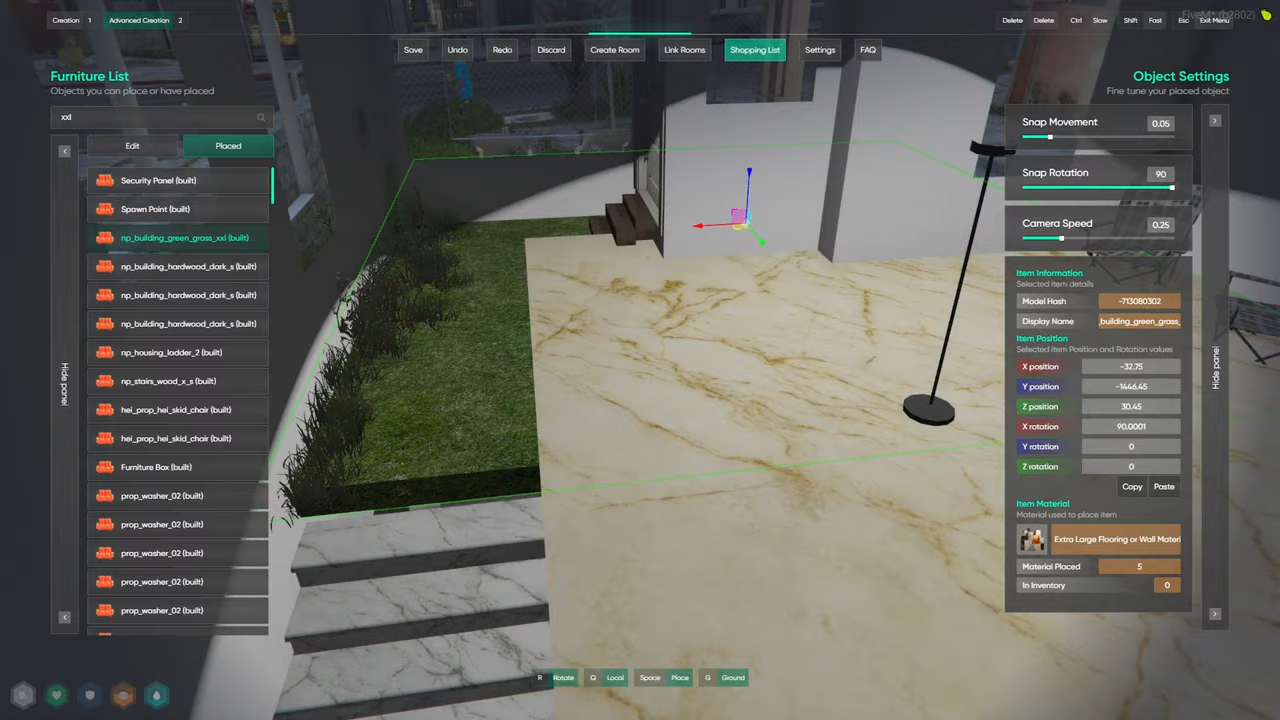 Creation 1 Advanced Creation 2
Delete Delete Ctrl Slow Shift Fast Esc Exit Menu
FiveM* (b2802)
Save Undo Redo Discard Create Room Link Rooms Shopping List Settings FAQ
Furniture List
Objects you can place or have placed
xxl
Edit Placed
Security Panel (built)
Spawn Point (built)
np_building_green_grass_xxl (built)
np_building_hardwood_dark_s (built)
np_building_hardwood_dark_s (built)
np_building_hardwood_dark_s (built)
np_housing_ladder_2 (built)
np_stairs_wood_x_s (built)
hei_prop_hei_skid_chair (built)
hei_prop_hei_skid_chair (built)
Furniture Box (built)
prop_washer_02 (built)
prop_washer_02 (built)
prop_washer_02 (built)
prop_washer_02 (built)
prop_washer_02 (built)
Hide panel
Object Settings
Fine tune your placed object
Snap Movement 0.05
Snap Rotation 90
Camera Speed 0.25
Item Information
Selected item details
Model Hash -713080302
Display Name _building_green_grass_
Item Position
Selected item Position and Rotation values
X position -32.75
Y position -1446.45
Z position 30.45
X rotation 90.0001
Y rotation 0
Z rotation 0
Copy Paste
Item Material
Material used to place item
Extra Large Flooring or Wall Materi
Material Placed 5
In Inventory 0
Hide panel
R Rotate Q Local Space Place G Ground